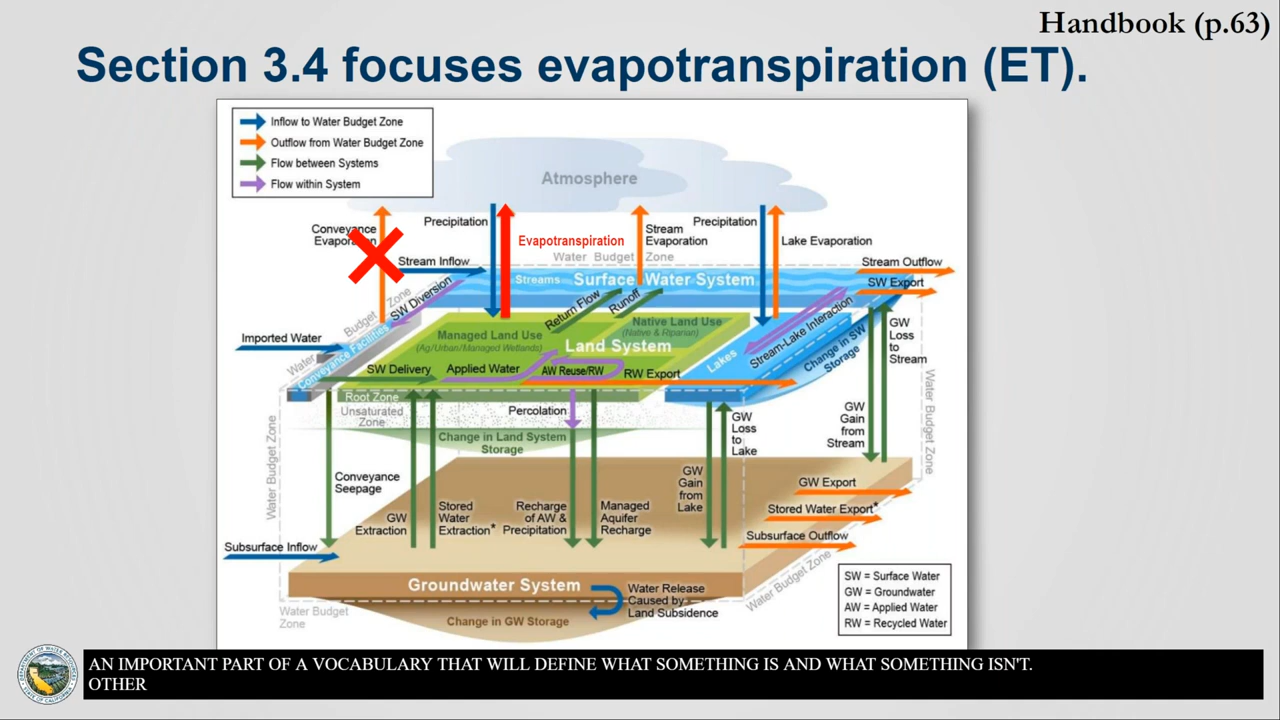 Handbook (p.63)
Section 3.4 focuses evapotranspiration (ET).
Inflow to Water Budget Zone
Outflow from Water Budget Zone
Flow between Systems
Flow within System
Atmosphere
Conveyance
Evaporation
Precipitation
Evapotranspiration
Stream
Evaporation
Precipitation
Lake Evaporation
Water Budget Zone
Stream Inflow
Stream Outflow
Streams
Surface Water System
SW Export
SW Diversion
Budget Zone
Return Flow
Runoff
Native Land Use
(Native & Riparian)
Managed Land Use
(Ag/Urban/Managed Wetlands)
Land System
Stream-Lake Interaction
Change in SW
Storage
GW
Loss
to
Stream
Imported Water
Water
Conveyance Facilities
Lakes
SW Delivery
Applied Water
AW Reuse/RW
RW Export
Root Zone
Unsaturated
Zone
Percolation
Change in Land System
Storage
GW
Loss
to
Lake
GW
Gain
from
Stream
Water Budget Zone
Water Budget Zone
Conveyance
Seepage
GW
Extraction
Stored
Water
Extraction*
Recharge
of AW &
Precipitation
Managed
Aquifer
Recharge
GW
Gain
from
Lake
GW Export
Stored Water Export*
Subsurface Outflow
Subsurface Inflow
Groundwater System
Water Release
Caused by
Land Subsidence
Water Budget Zone
Water Budget
Zone
Change in GW Storage
SW = Surface Water
GW = Groundwater
AW = Applied Water
RW = Recycled Water
AN IMPORTANT PART OF A VOCABULARY THAT WILL DEFINE WHAT SOMETHING IS AND WHAT SOMETHING ISN'T.
OTHER